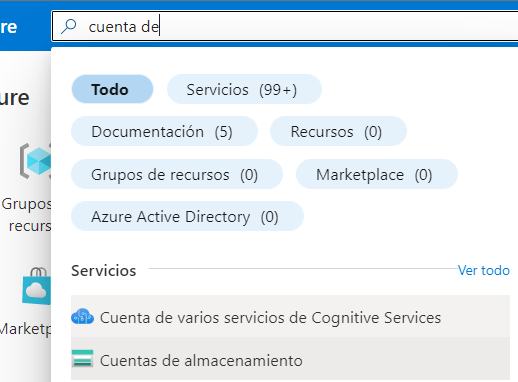 re
cuenta de
ure
Todo
Servicios (99+)
Documentación (5)
Recursos (0)
Grupos de recursos (0)
Marketplace (0)
Azure Active Directory (0)
Grupos
recurs
Marketp
Servicios
Ver todo
Cuenta de varios servicios de Cognitive Services
Cuentas de almacenamiento